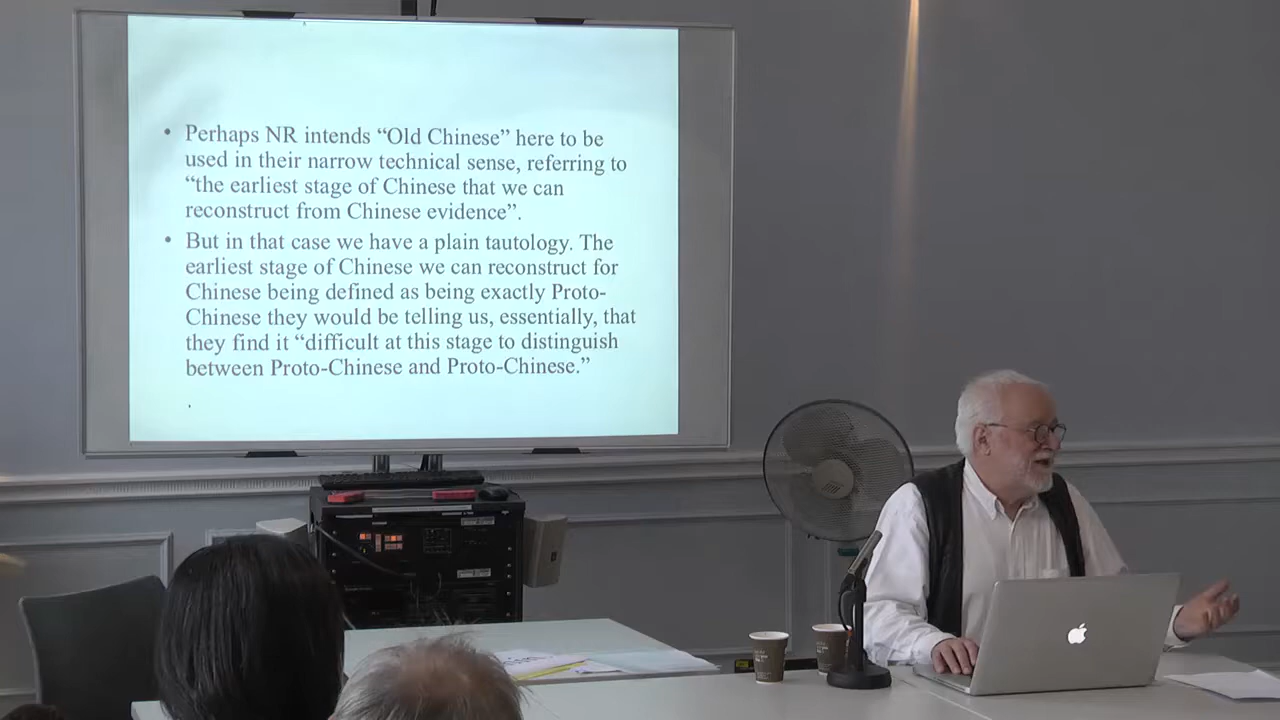 • Perhaps NR intends “Old Chinese” here to be
used in their narrow technical sense, referring to
“the earliest stage of Chinese that we can
reconstruct from Chinese evidence”.
• But in that case we have a plain tautology. The
earliest stage of Chinese we can reconstruct for
Chinese being defined as being exactly Proto-
Chinese they would be telling us, essentially, that
they find it “difficult at this stage to distinguish
between Proto-Chinese and Proto-Chinese.”